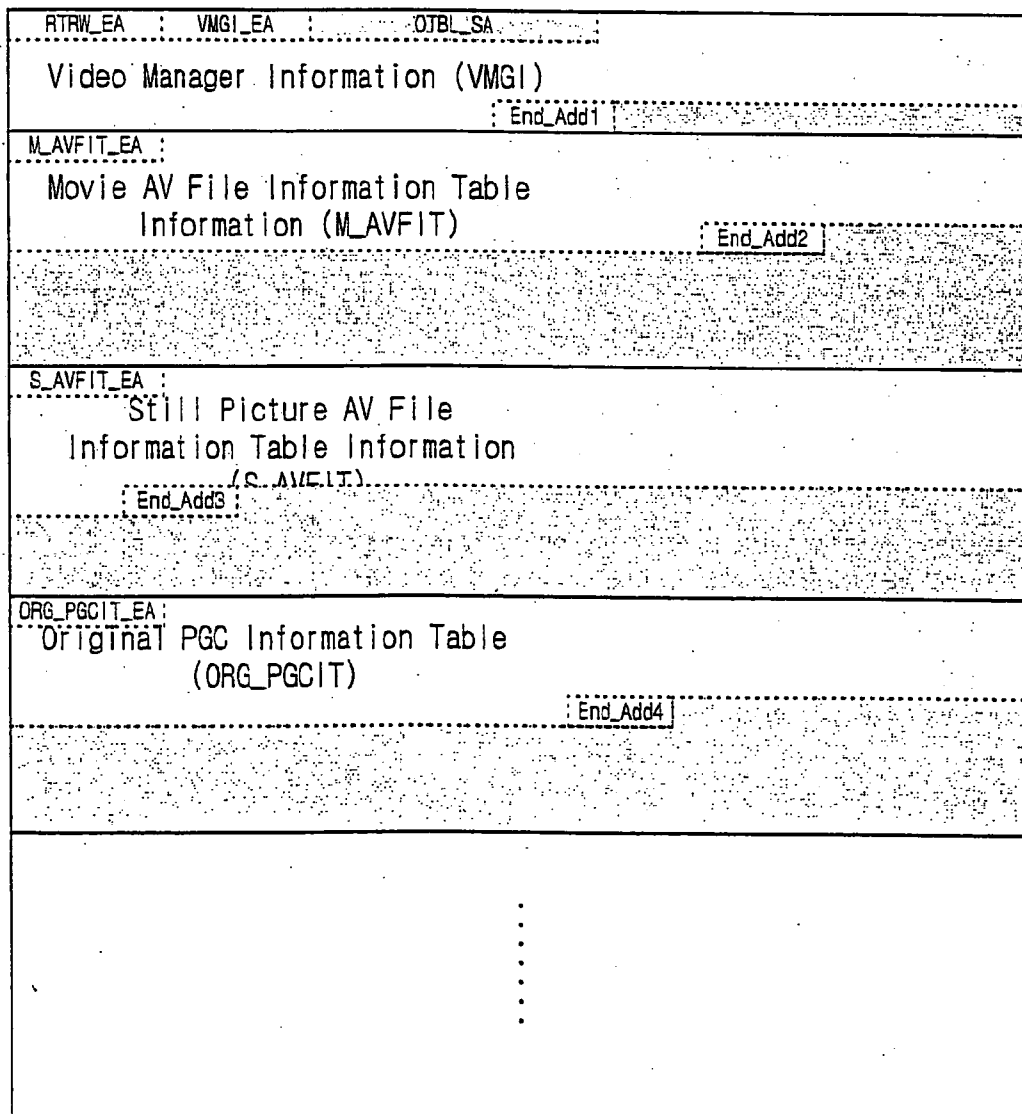 RTRW_EA VMGI_EA OTBL_SA
Video Manager Information (VMGI)
End_Add1
M_AVFIT_EA
Movie AV File Information Table
Information (M_AVFIT)
End_Add2
S_AVFIT_EA
Still Picture AV File
Information Table Information
(S_AVFIT)
End_Add3
ORG_PGCIT_EA
Original PGC Information Table
(ORG_PGCIT)
End_Add4